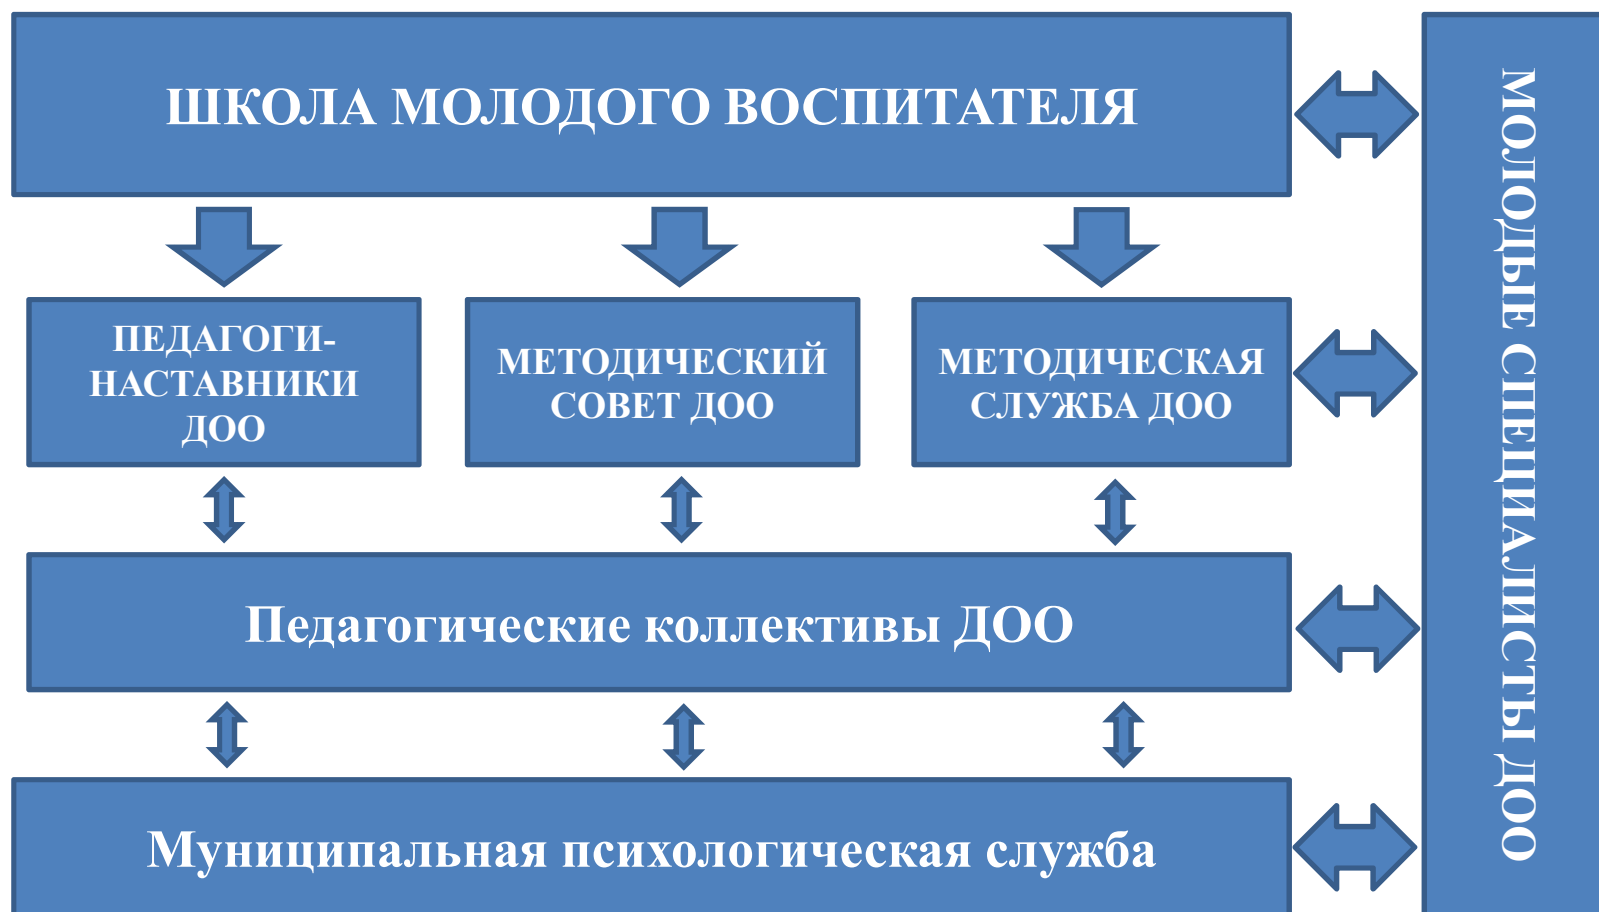 ШКОЛА МОЛОДОГО ВОСПИТАТЕЛЯ
ПЕДАГОГИ-
НАСТАВНИКИ
ДОО
МЕТОДИЧЕСКИЙ
СОВЕТ ДОО
МЕТОДИЧЕСКАЯ
СЛУЖБА ДОО
Педагогические коллективы ДОО
Муниципальная психологическая служба
МОЛОДЫЕ СПЕЦИАЛИСТЫ ДОО